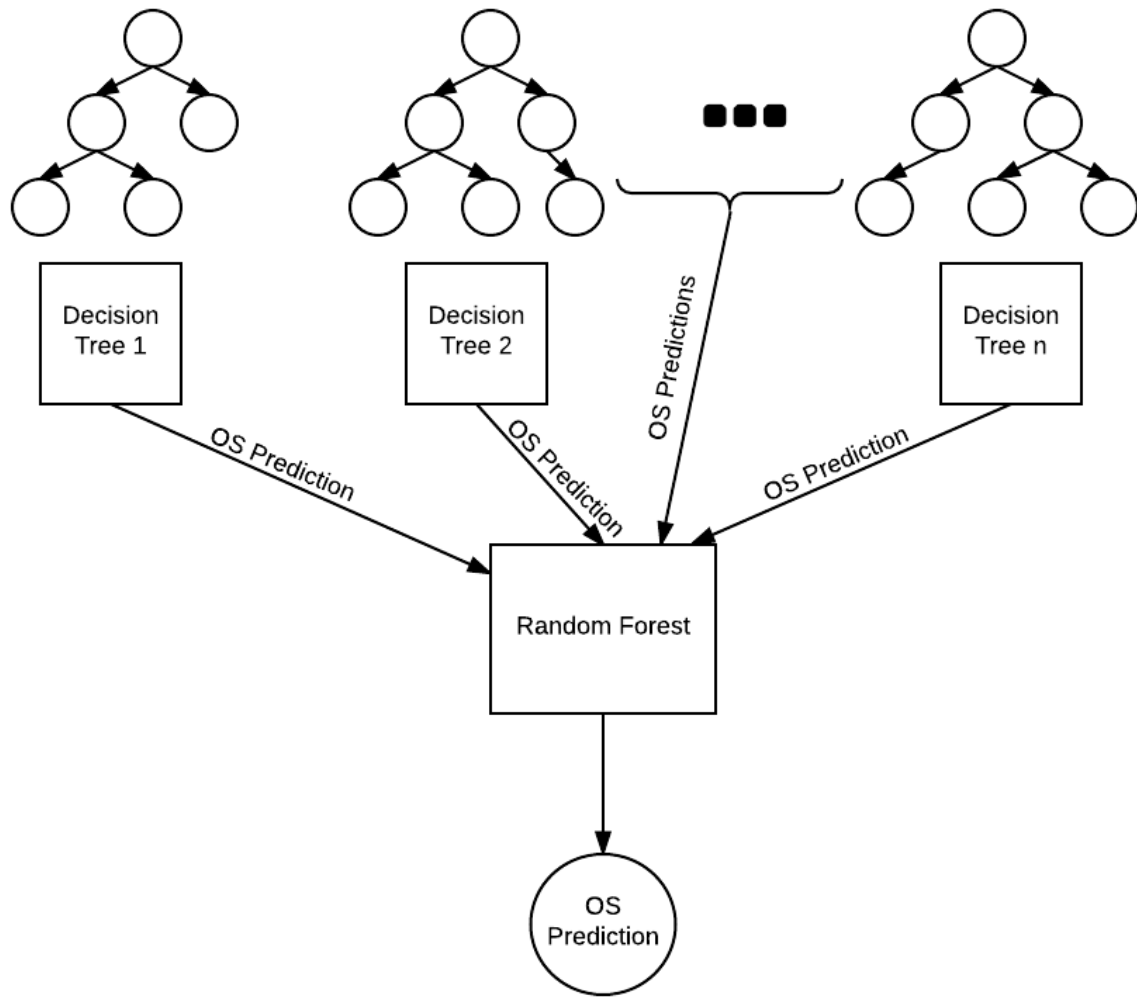 Decision
Tree 1
Decision
Tree 2
Decision
Tree n
OS Prediction
OS Prediction
OS Predictions
OS Prediction
Random Forest
OS
Prediction